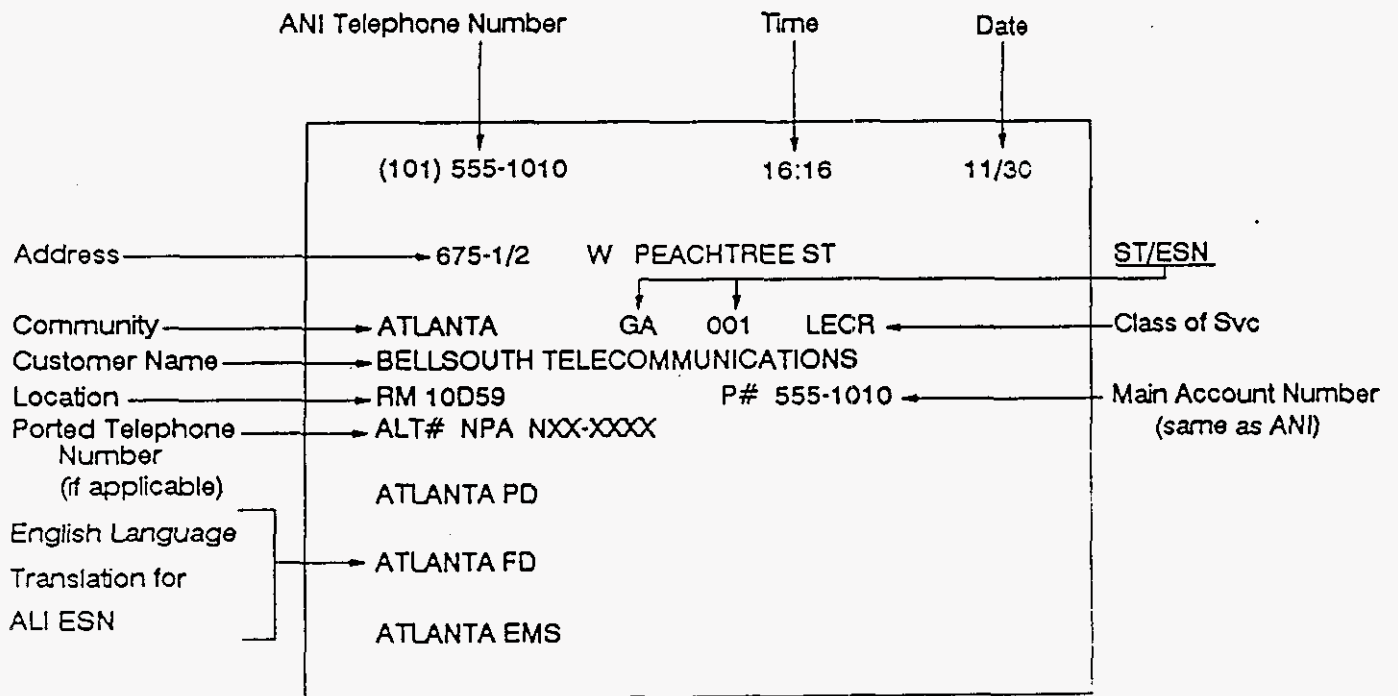 ANI Telephone Number Time Date
(101) 555-1010 16:16 11/30
Address 675-1/2 W PEACHTREE ST ST/ESN
Community ATLANTA GA 001 LECR Class of Svc
Customer Name BELLSOUTH TELECOMMUNICATIONS
Location RM 10D59 P# 555-1010 Main Account Number
Ported Telephone ALT# NPA NXX-XXXX (same as ANI)
Number
(if applicable)
ATLANTA PD
English Language
ATLANTA FD
Translation for
ALI ESN
ATLANTA EMS